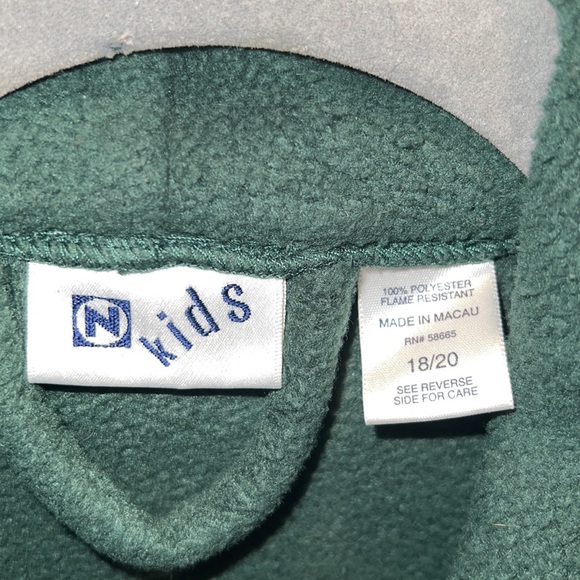 N kids
100% POLYESTER
FLAME RESISTANT
MADE IN MACAU
RN# 58665
18/20
SEE REVERSE
SIDE FOR CARE